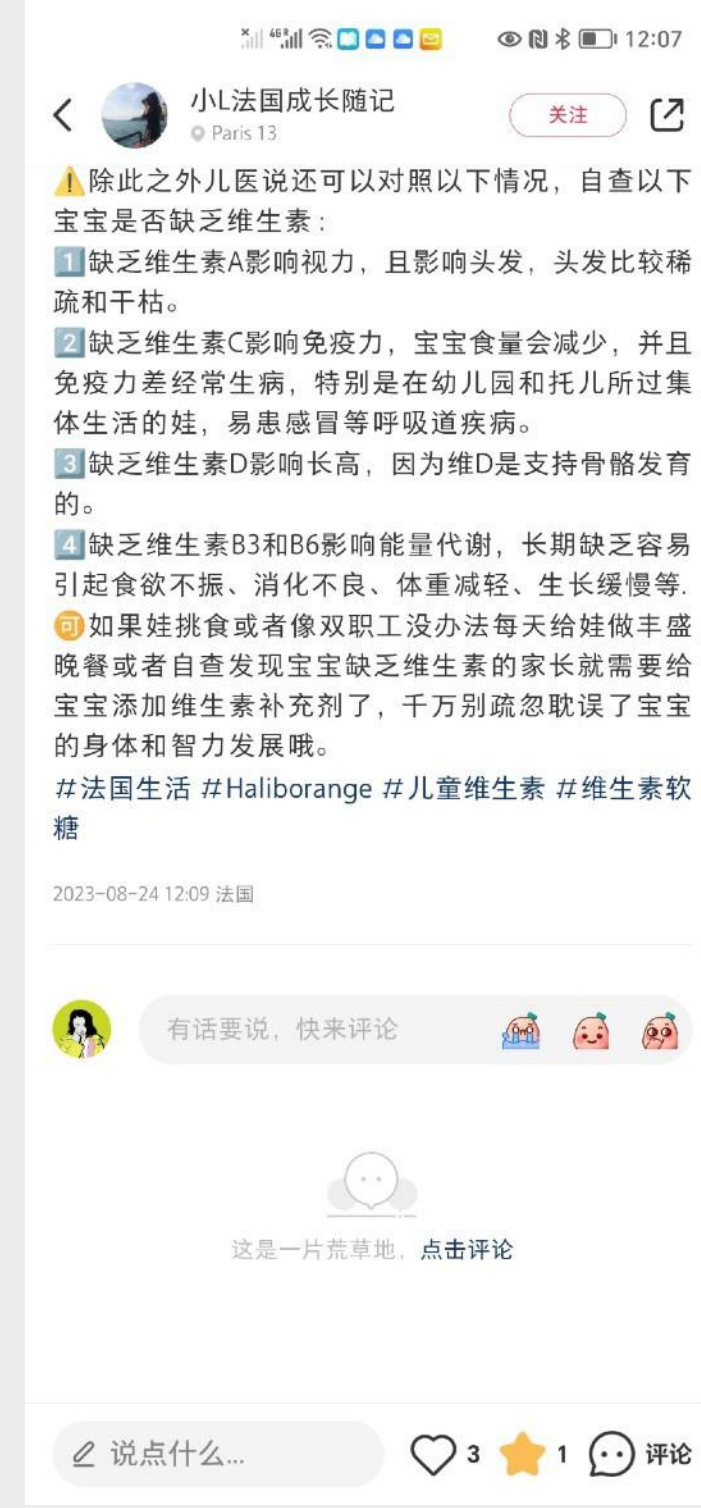 46 12:07
小L法国成长随记
Paris 13
关注
⚠️除此之外儿医说还可以对照以下情况，自查以下
宝宝是否缺乏维生素：
1️⃣缺乏维生素A影响视力，且影响头发，头发比较稀
疏和干枯。
2️⃣缺乏维生素C影响免疫力，宝宝食量会减少，并且
免疫力差经常生病，特别是在幼儿园和托儿所过集
体生活的娃，易患感冒等呼吸道疾病。
3️⃣缺乏维生素D影响长高，因为维D是支持骨骼发育
的。
4️⃣缺乏维生素B3和B6影响能量代谢，长期缺乏容易
引起食欲不振、消化不良、体重减轻、生长缓慢等.
🉑如果娃挑食或者像双职工没办法每天给娃做丰盛
晚餐或者自查发现宝宝缺乏维生素的家长就需要给
宝宝添加维生素补充剂了，千万别疏忽耽误了宝宝
的身体和智力发展哦。
#法国生活 #Haliborange #儿童维生素 #维生素软
糖
2023-08-24 12:09 法国
有话要说，快来评论
这是一片荒草地，点击评论
说点什么... 3 1 评论